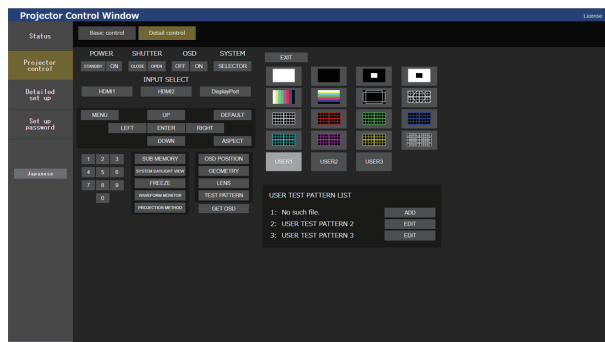 Projector Control Window
License
Status
Projector
control
Detailed
set up
Set up
password
Japanese
Basic control
Detail control
POWER SHUTTER OSD SYSTEM
STANDBY ON CLOSE OPEN OFF ON SELECTOR
INPUT SELECT
HDMI1 HDMI2 DisplayPort
MENU UP DEFAULT
LEFT ENTER RIGHT
DOWN ASPECT
1 2 3 SUB MEMORY OSD POSITION
4 5 6 SYSTEM DAYLIGHT VIEW GEOMETRY
7 8 9 FREEZE LENS
0 WAVEFORM MONITOR TEST PATTERN
PROJECTION METHOD GET OSD
EXIT
USER1 USER2 USER3
USER TEST PATTERN LIST
1: No such file. ADD
2: USER TEST PATTERN 2 EDIT
3: USER TEST PATTERN 3 EDIT